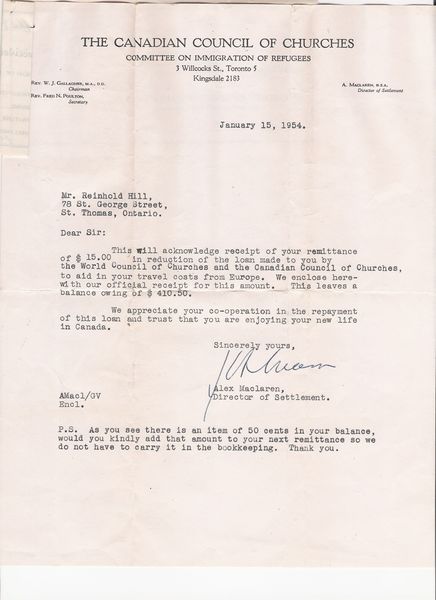 THE CANADIAN COUNCIL OF CHURCHES
COMMITTEE ON IMMIGRATION OF REFUGEES
3 Willcocks St., Toronto 5
Kingsdale 2183
Rev. W. J. Gallagher, M.A., D.D.
Chairman
Rev. Fred N. Poulton,
Secretary
A. Maclaren, B.S.A.
Director of Settlement
January 15, 1954.
Mr. Reinhold Hill,
78 St. George Street,
St. Thomas, Ontario.
Dear Sir:
This will acknowledge receipt of your remittance
of $ 15.00 in reduction of the loan made to you by
the World Council of Churches and the Canadian Council of Churches,
to aid in your travel costs from Europe. We enclose here-
with our official receipt for this amount. This leaves a
balance owing of $ 410.50.
We appreciate your co-operation in the repayment
of this loan and trust that you are enjoying your new life
in Canada.
Sincerely yours,
Alex Maclaren,
Director of Settlement.
AMacl/GV
Encl.
P.S. As you see there is an item of 50 cents in your balance,
would you kindly add that amount to your next remittance so we
do not have to carry it in the bookkeeping. Thank you.